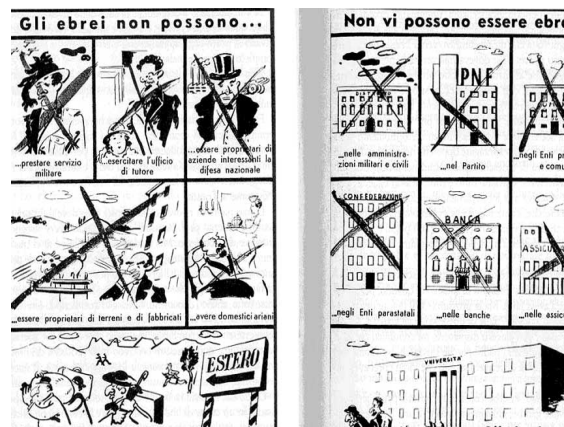 Gli ebrei non possono...
...prestare servizio
militare
...esercitare l'ufficio
di tutore
...essere proprietari di
aziende interessanti la
difesa nazionale
...essere proprietari di terreni e di fabbricati
...avere domestici ariani
ESTERO
Non vi possono essere ebre
PNF
...nelle amministra-
zioni militari e civili
...nel Partito
...negli Enti pr
e comu
CONFEDERAZIONE
BANCA
ASSICU
...negli Enti parastatali
...nelle banche
...nelle assic
UNIVERSITA'